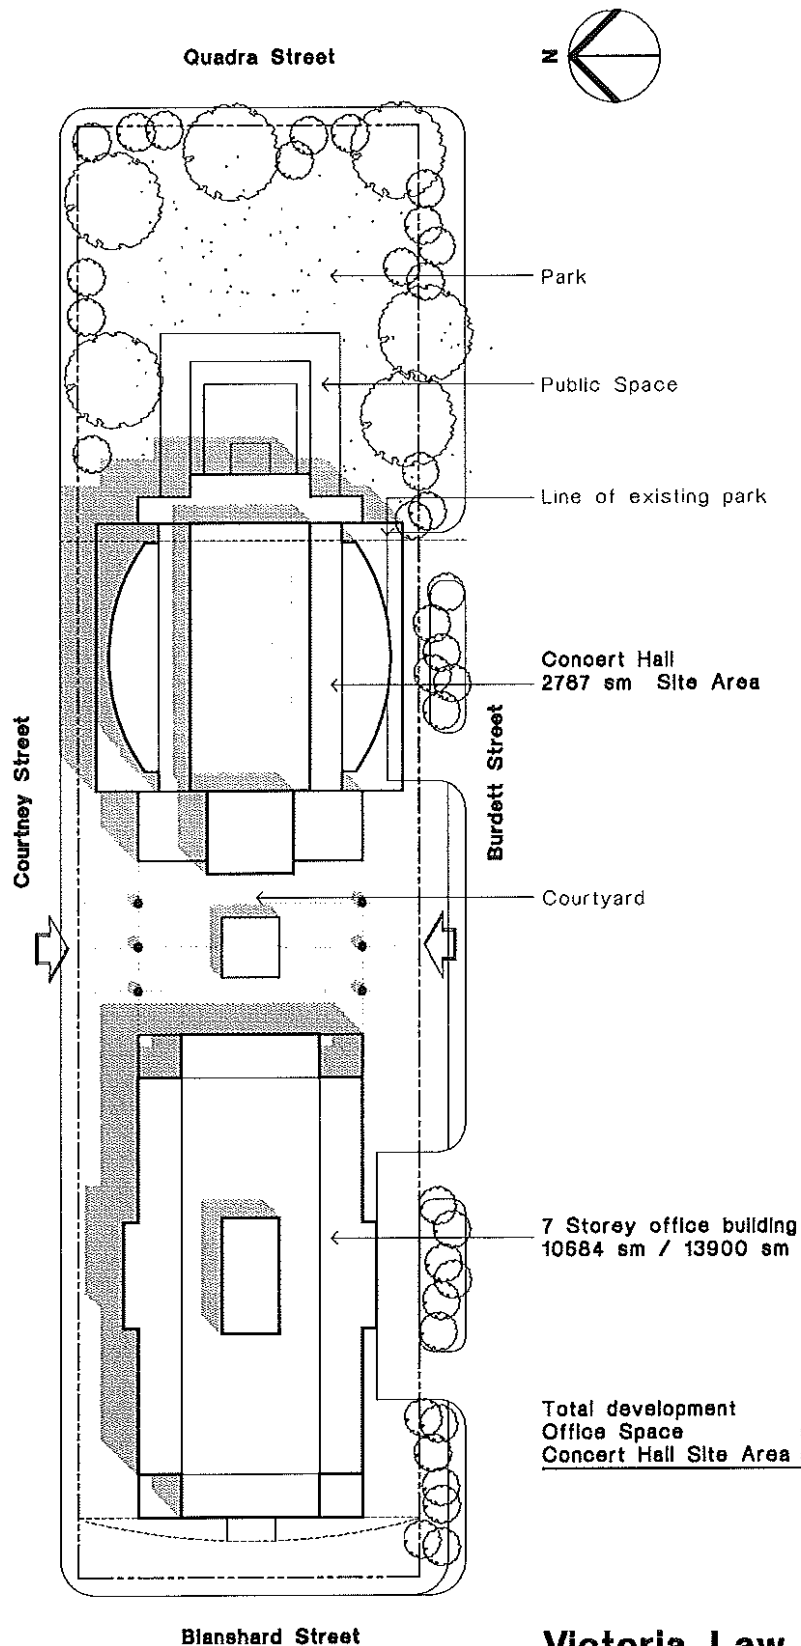 Quadra Street
N
Park
Public Space
Line of existing park
Concert Hall
2787 sm Site Area
Courtney Street
Burdett Street
Courtyard
7 Storey office building
10684 sm / 13900 sm
Total development
Office Space
Concert Hall Site Area
Blanshard Street
Victoria Law